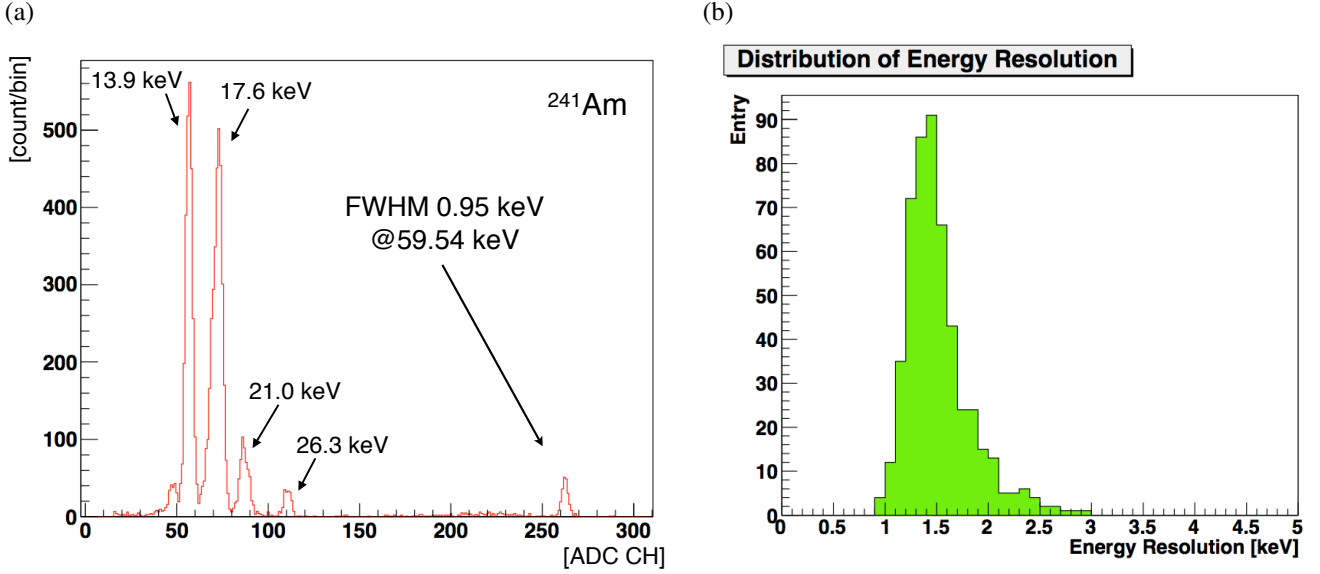 (a)
[count/bin]
500
400
300
200
100
0
13.9 keV
17.6 keV
²⁴¹Am
FWHM 0.95 keV
@59.54 keV
21.0 keV
26.3 keV
0 50 100 150 200 250 300
[ADC CH]
(b)
Distribution of Energy Resolution
Entry
90
80
70
60
50
40
30
20
10
0
0 0.5 1 1.5 2 2.5 3 3.5 4 4.5 5
Energy Resolution [keV]